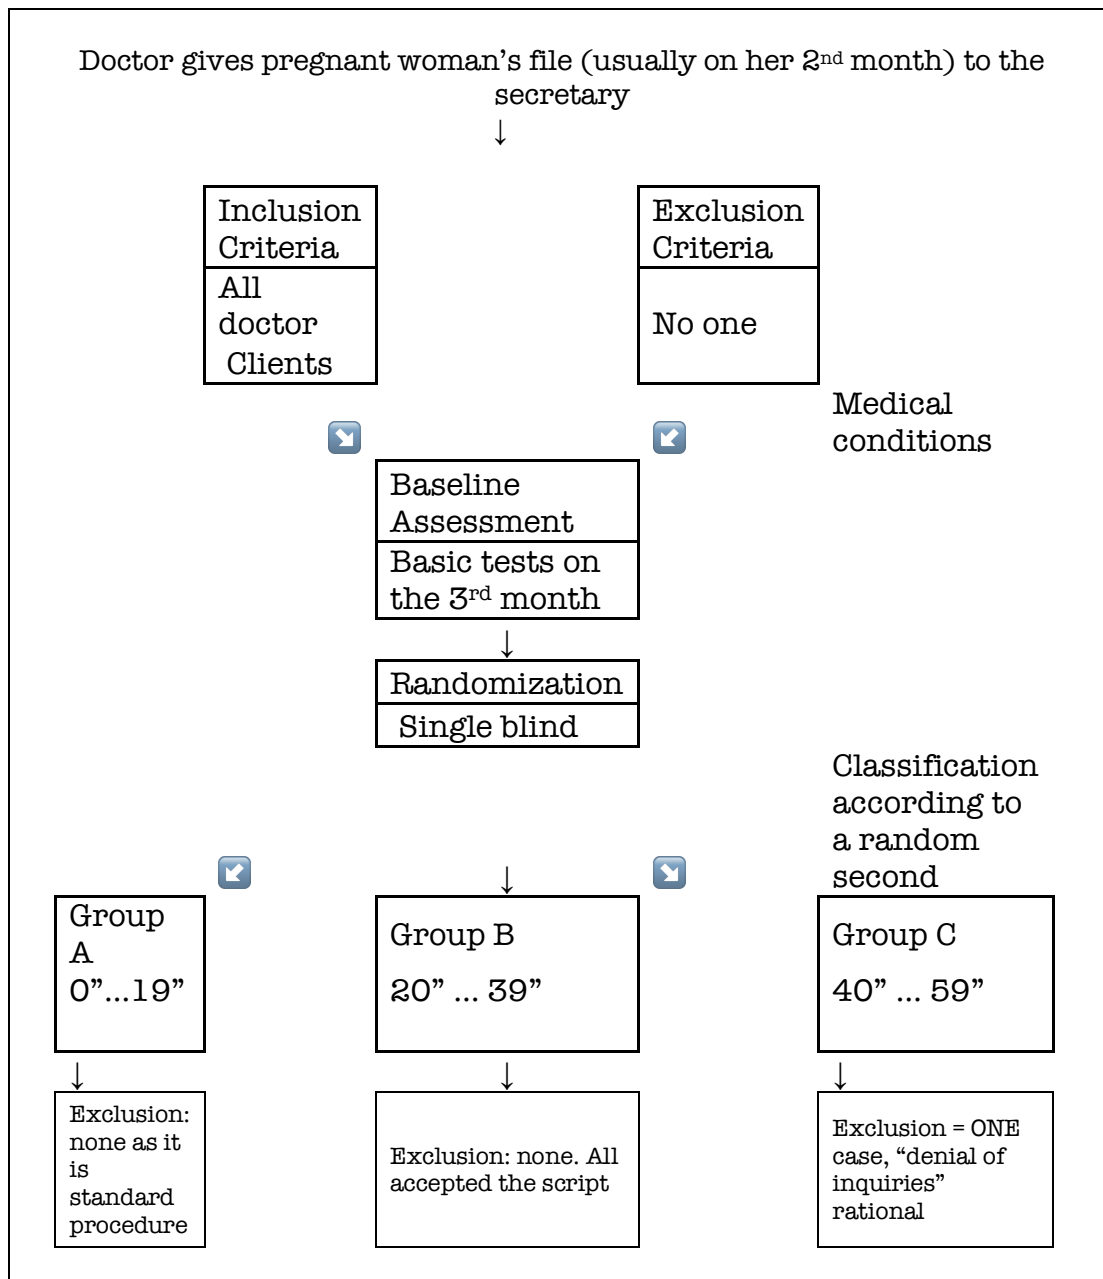 Doctor gives pregnant woman’s file (usually on her 2nd month) to the
secretary
↓
Inclusion
Criteria
All
doctor
Clients
Exclusion
Criteria
No one
Medical
conditions
↘
↙
Baseline
Assessment
Basic tests on
the 3rd month
↓
Randomization
Single blind
Classification
according to
a random
second
↙
↓
↘
Group
A
0”...19”
Group B
20” ... 39”
Group C
40” ... 59”
↓
↓
↓
Exclusion:
none as it
is
standard
procedure
Exclusion: none. All
accepted the script
Exclusion = ONE
case, “denial of
inquiries”
rational